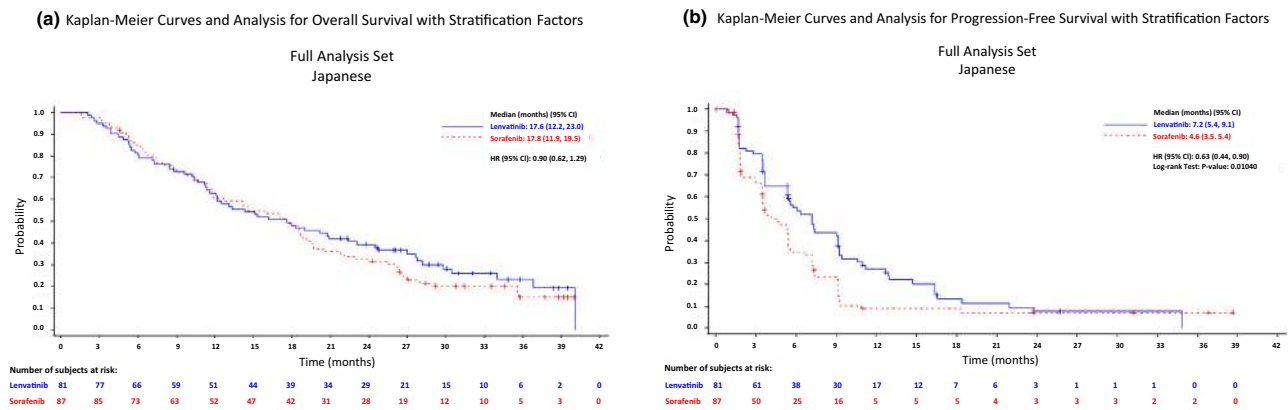 (a) Kaplan-Meier Curves and Analysis for Overall Survival with Stratification Factors
Full Analysis Set
Japanese
Median (months) (95% CI)
Lenvatinib: 17.6 (12.2, 23.0)
Sorafenib: 17.8 (11.9, 19.5)
HR (95% CI): 0.90 (0.62, 1.29)
Probability
1.0
0.9
0.8
0.7
0.6
0.5
0.4
0.3
0.2
0.1
0.0
0 3 6 9 12 15 18 21 24 27 30 33 36 39 42
Time (months)
Number of subjects at risk:
Lenvatinib 81 77 66 59 51 44 39 34 29 21 15 10 6 2 0
Sorafenib 87 85 73 63 52 47 42 31 28 19 12 10 5 3 0
(b) Kaplan-Meier Curves and Analysis for Progression-Free Survival with Stratification Factors
Full Analysis Set
Japanese
Median (months) (95% CI)
Lenvatinib: 7.2 (5.4, 9.1)
Sorafenib: 4.6 (3.5. 5.4)
HR (95% CI): 0.63 (0.44, 0.90)
Log-rank Test: P-value: 0.01040
Probability
1.0
0.9
0.8
0.7
0.6
0.5
0.4
0.3
0.2
0.1
0.0
0 3 6 9 12 15 18 21 24 27 30 33 36 39 42
Time (months)
Number of subjects at risk:
Lenvatinib 81 61 38 30 17 12 7 6 3 1 1 1 0 0
Sorafenib 87 50 25 16 5 5 5 4 3 3 3 2 2 0